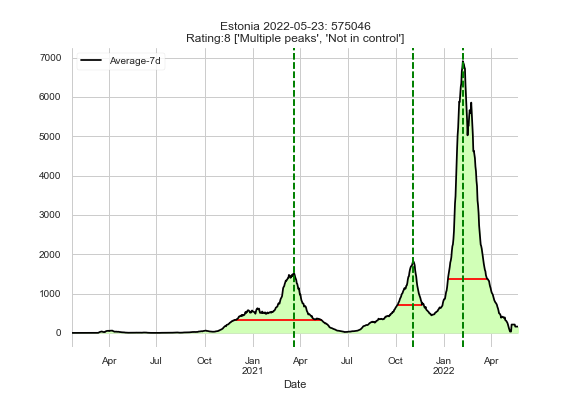 Estonia 2022-05-23: 575046
Rating:8 ['Multiple peaks', 'Not in control']
Average-7d
7000
6000
5000
4000
3000
2000
1000
0
Apr Jul Oct Jan Apr Jul Oct Jan Apr
2021 2022
Date